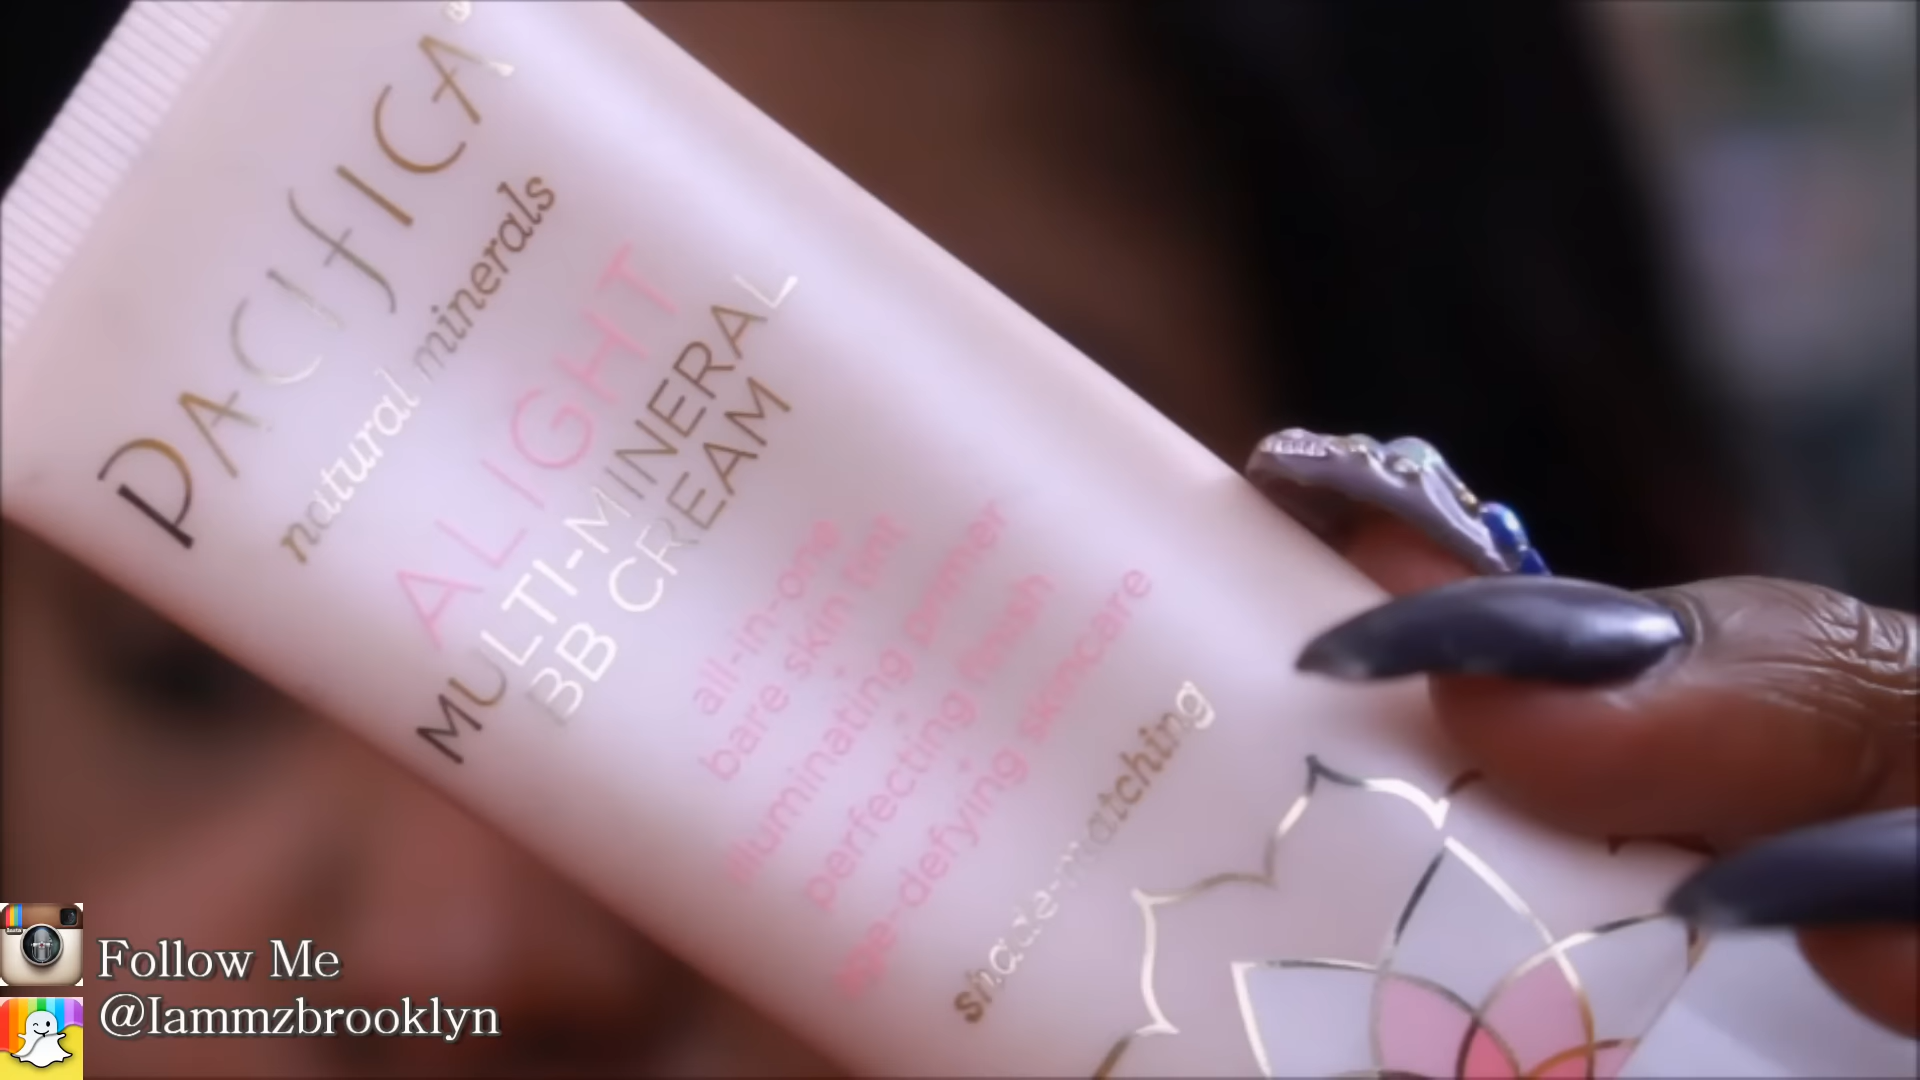 PACIFICA®
natural minerals
ALIGHT
MULTI-MINERAL
BB CREAM
all-in-one
bare skin tint
illuminating primer
perfecting finish
age-defying skincare
shade-matching
Follow Me
@Iammzbrooklyn